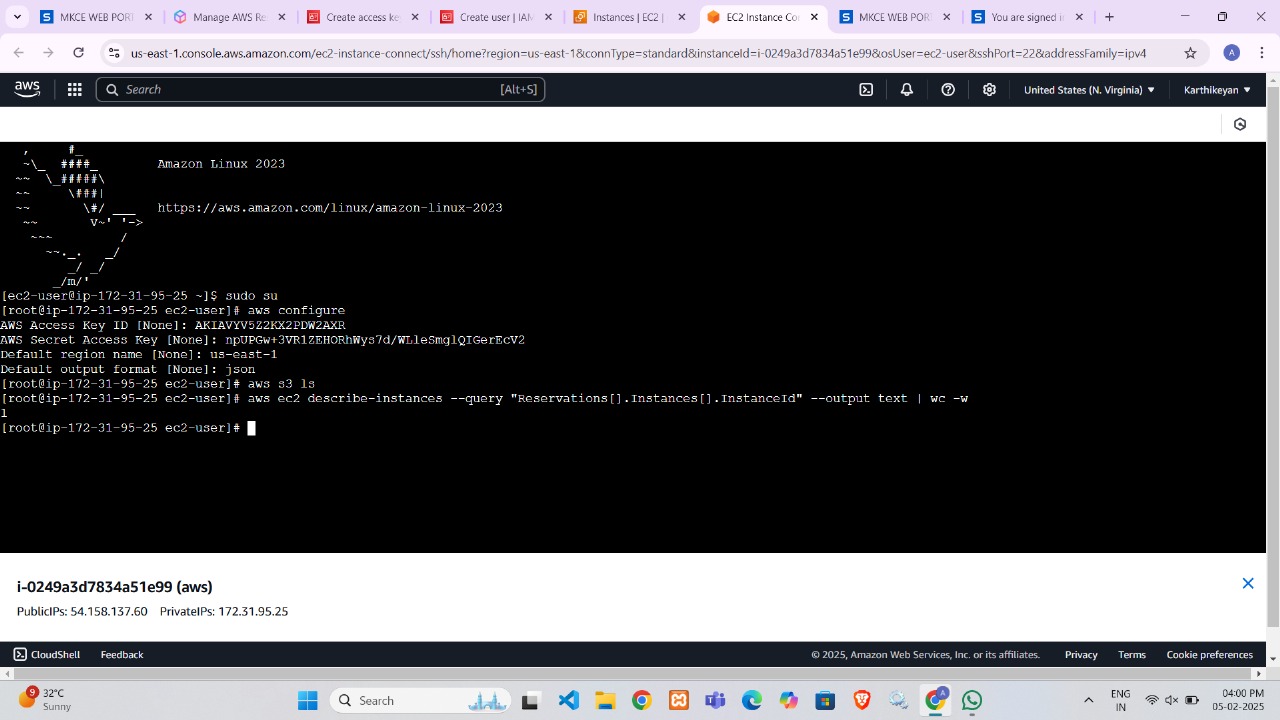 MKCE WEB POR
Manage AWS Re
Create access ke
Create user | IAM
Instances | EC2 |
EC2 Instance Co
MKCE WEB POR
You are signed i
us-east-1.console.aws.amazon.com/ec2-instance-connect/ssh/home?region=us-east-1&connType=standard&instanceId=i-0249a3d7834a51e99&osUser=ec2-user&sshPort=22&addressFamily=ipv4
A
aws
Search [Alt+S]
United States (N. Virginia)
Karthikeyan
Amazon Linux 2023
https://aws.amazon.com/linux/amazon-linux-2023
[ec2-user@ip-172-31-95-25 ~]$ sudo su
[root@ip-172-31-95-25 ec2-user]# aws configure
AWS Access Key ID [None]: AKIAVYV5Z2KX2PDW2AXR
AWS Secret Access Key [None]:
Default region name [None]: us-east-1
Default output format [None]: json
[root@ip-172-31-95-25 ec2-user]# aws s3 ls
[root@ip-172-31-95-25 ec2-user]# aws ec2 describe-instances --query "Reservations[].Instances[].InstanceId" --output text | wc -w
1
[root@ip-172-31-95-25 ec2-user]#
i-0249a3d7834a51e99 (aws)
PublicIPs: 54.158.137.60 PrivateIPs: 172.31.95.25
CloudShell
Feedback
© 2025, Amazon Web Services, Inc. or its affiliates.
Privacy
Terms
Cookie preferences
9
32°C
Sunny
Search
A
ENG
IN
04:00 PM
05-02-2025